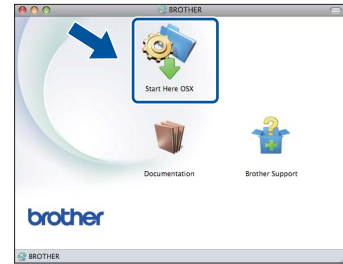 BROTHER
Start Here OSX
Documentation
Brother Support
brother
BROTHER